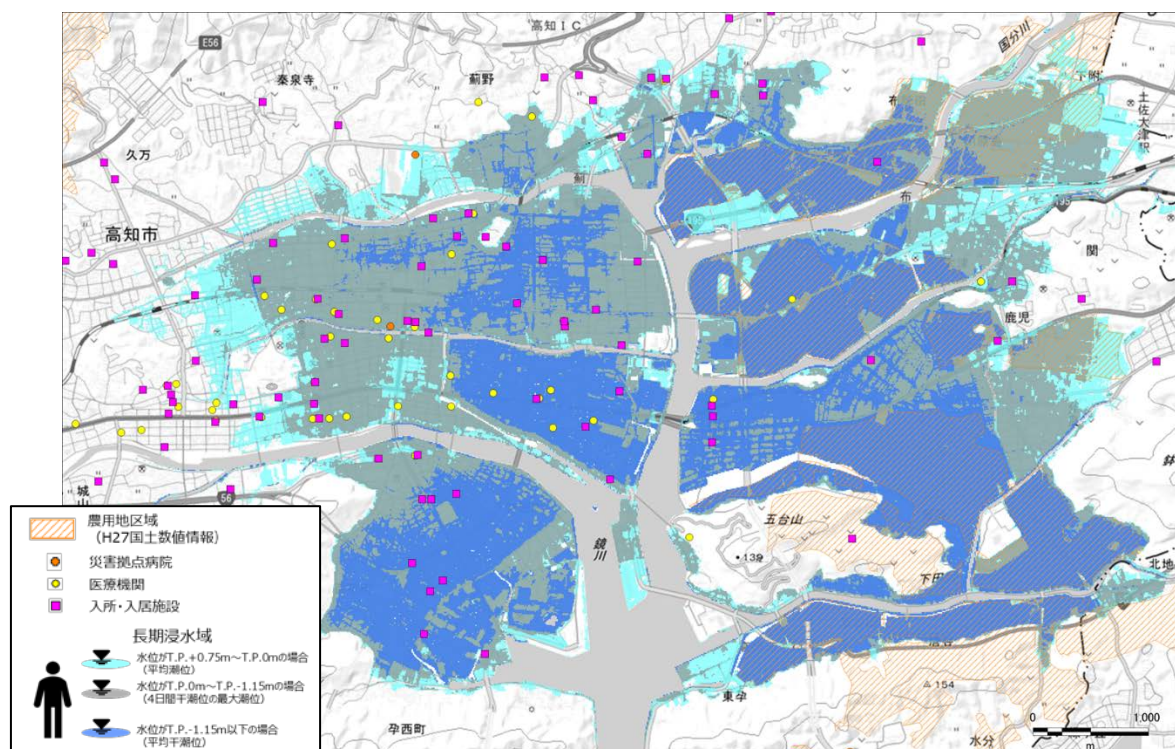 高知ＩＣ
国分川
E56
秦泉寺
薊野
土佐大津駅
久万
布
高知市
195
関
鹿児
56
城山
五台山
139
鏡川
下田
北地
東孕
154
孕西町
水分
0 1,000
m
農用地区域
（H27国土数値情報）
災害拠点病院
医療機関
入所・入居施設
長期浸水域
水位がT.P.+0.75m～T.P.0mの場合
（平均潮位）
水位がT.P.0m～T.P.-1.15mの場合
（4日間干潮位の最大潮位）
水位がT.P.-1.15m以下の場合
（平均干潮位）